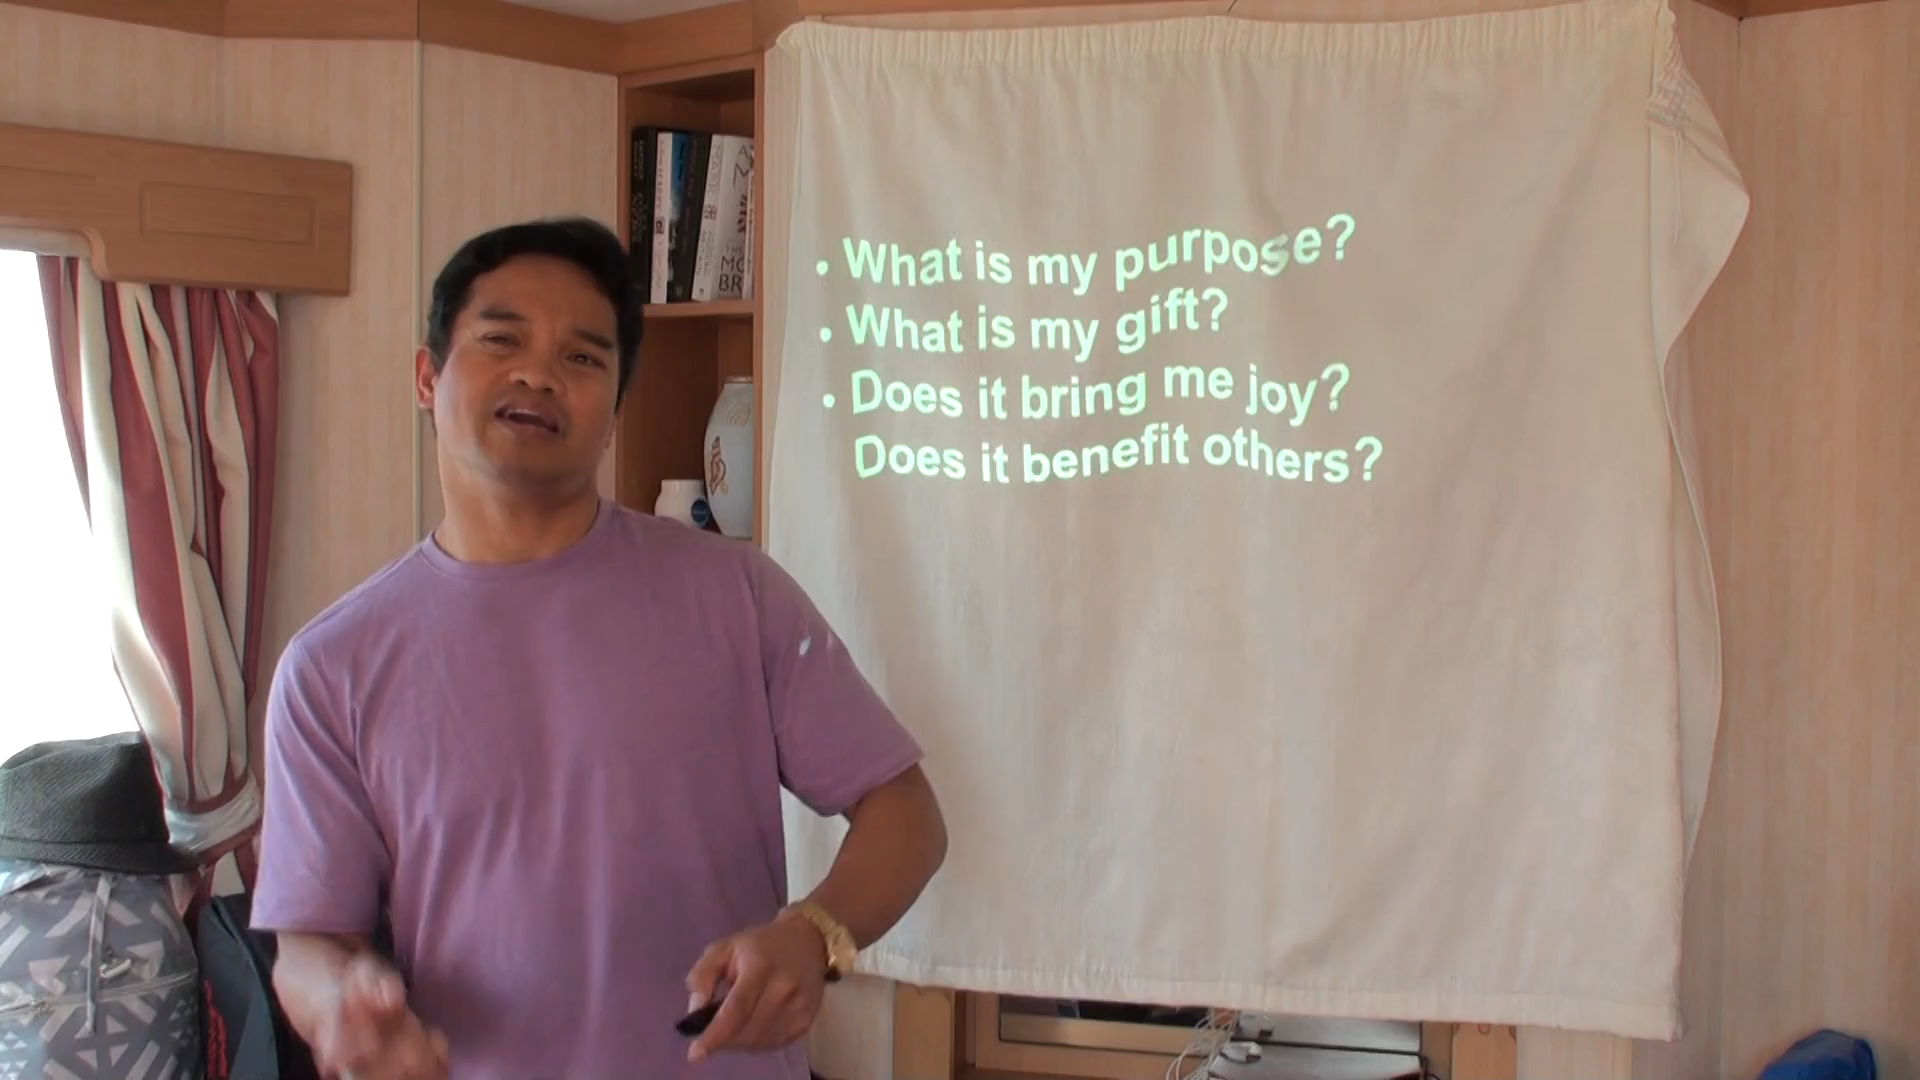 • What is my purpose?
• What is my gift?
• Does it bring me joy?
Does it benefit others?